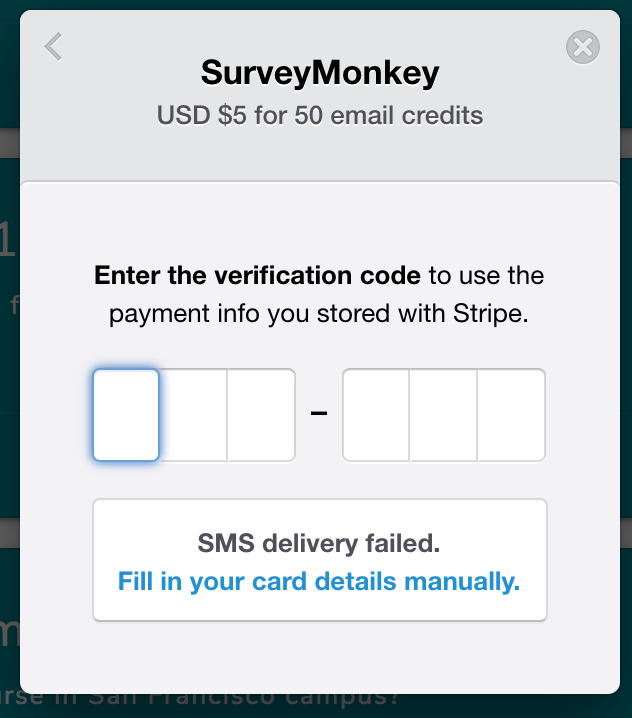 SurveyMonkey
USD $5 for 50 email credits
1
f
Enter the verification code to use the
payment info you stored with Stripe.
–
SMS delivery failed.
Fill in your card details manually.
m
rse in San Francisco campus?